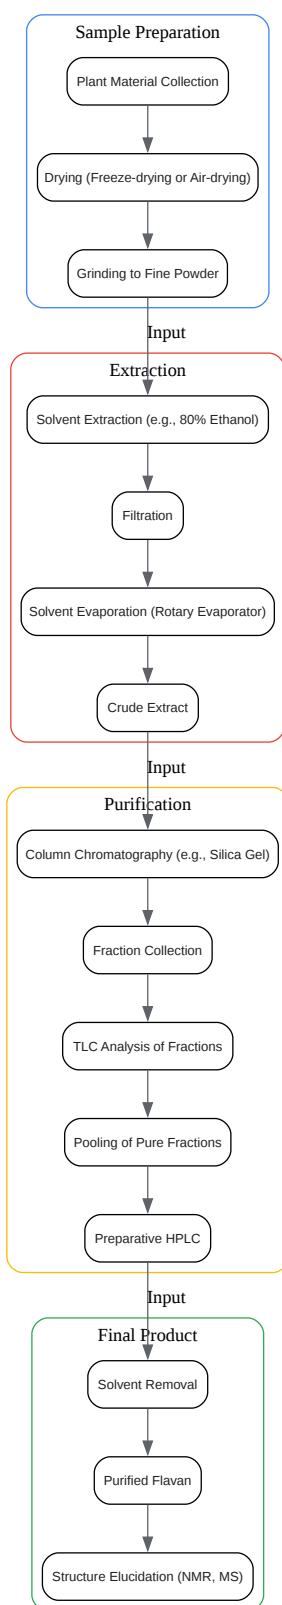 Sample Preparation
Plant Material Collection
Drying (Freeze-drying or Air-drying)
Grinding to Fine Powder
Input
Extraction
Solvent Extraction (e.g., 80% Ethanol)
Filtration
Solvent Evaporation (Rotary Evaporator)
Crude Extract
Input
Purification
Column Chromatography (e.g., Silica Gel)
Fraction Collection
TLC Analysis of Fractions
Pooling of Pure Fractions
Preparative HPLC
Input
Final Product
Solvent Removal
Purified Flavan
Structure Elucidation (NMR, MS)